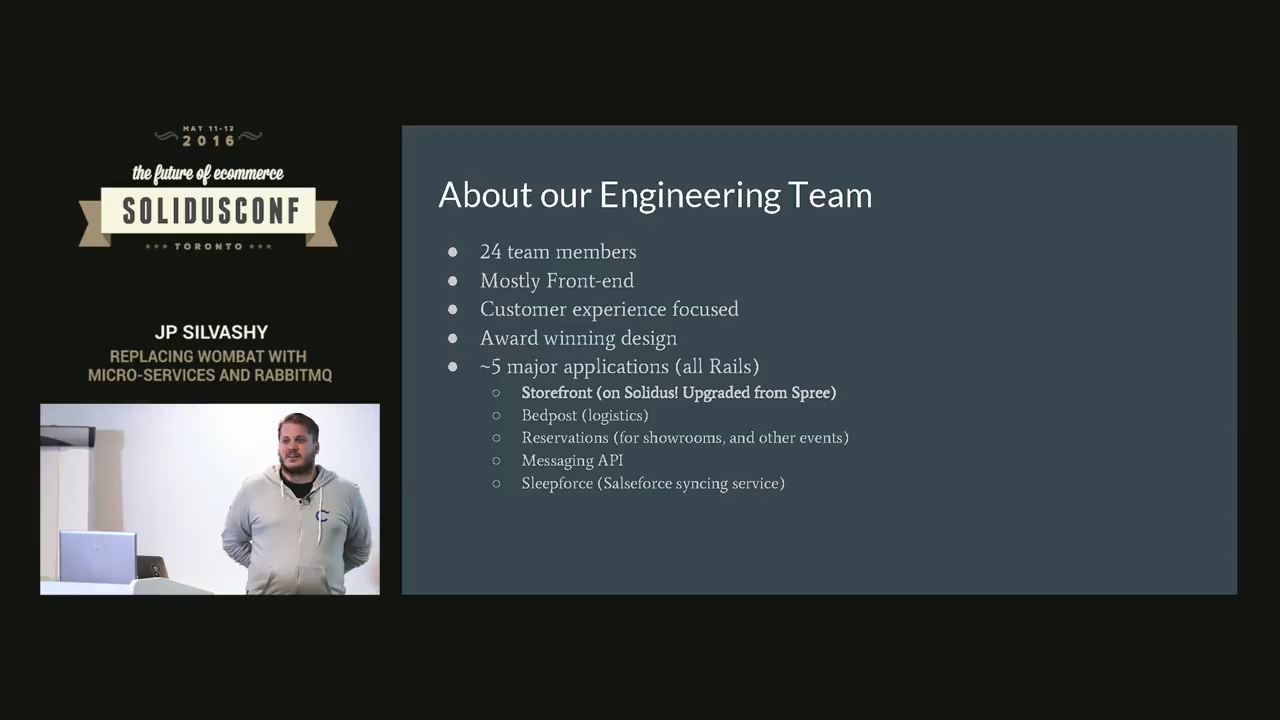 MAY 11-12
2016
the future of ecommerce
SOLIDUSCONF
TORONTO
JP SILVASHY
REPLACING WOMBAT WITH
MICRO-SERVICES AND RABBITMQ
About our Engineering Team
● 24 team members
● Mostly Front-end
● Customer experience focused
● Award winning design
● ~5 major applications (all Rails)
○ Storefront (on Solidus! Upgraded from Spree)
○ Bedpost (logistics)
○ Reservations (for showrooms, and other events)
○ Messaging API
○ Sleepforce (Salseforce syncing service)
C